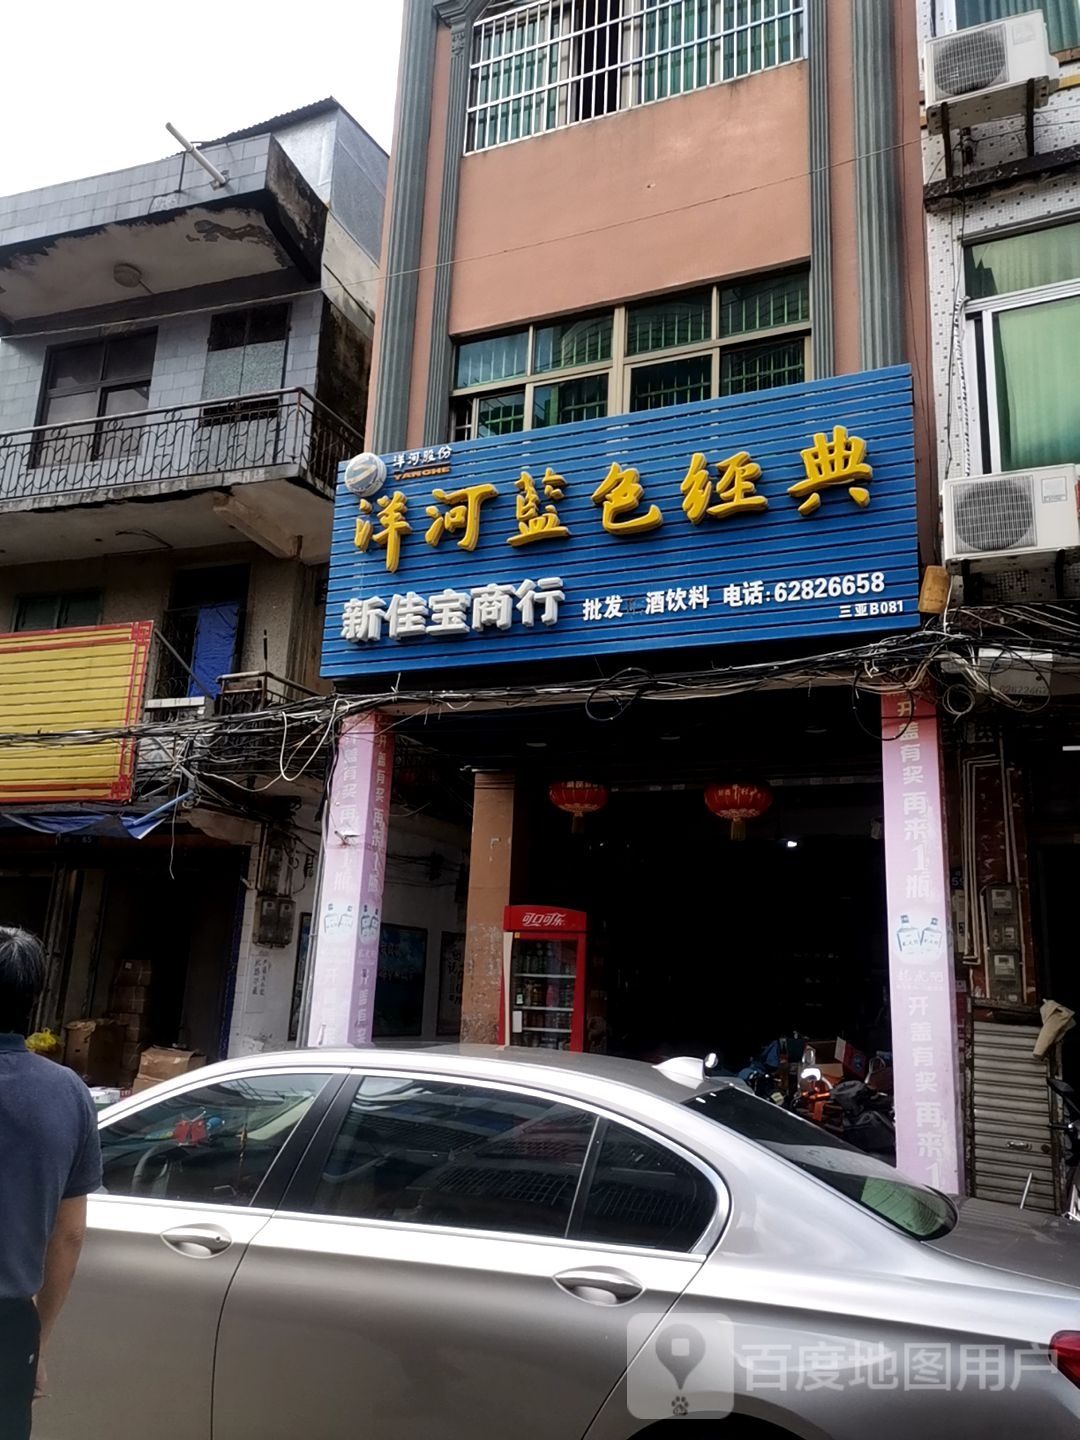 洋河股份
YANGHE
洋河藍色经典
新佳宝商行
批发 酒饮料 电话:62826658
三亚B081
开盖有奖再来1瓶
开盖有奖再来1
可口可乐
百度地图用户